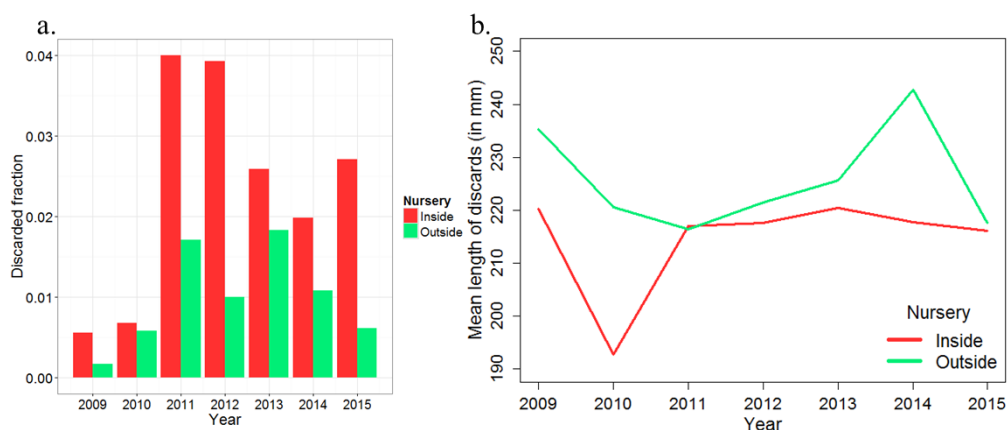 a.
0.04
0.03
0.02
0.01
0.00
Discarded fraction
2009 2010 2011 2012 2013 2014 2015
Year
Nursery
Inside
Outside
b.
250
240
230
220
210
200
190
Mean length of discards (in mm)
Nursery
Inside
Outside
2009 2010 2011 2012 2013 2014 2015
Year